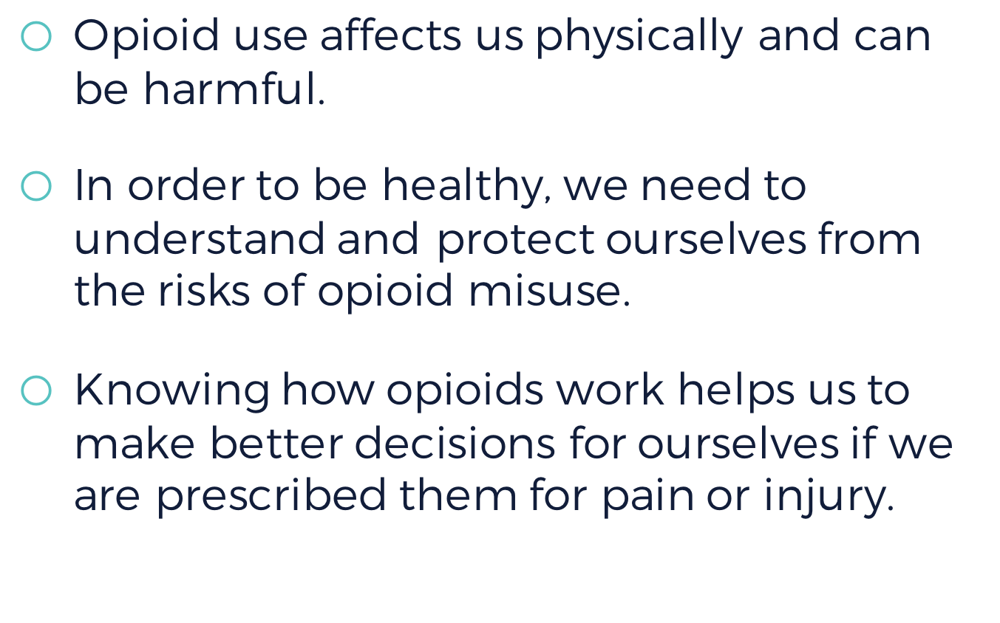 Opioid use affects us physically and can
be harmful.
In order to be healthy, we need to
understand and protect ourselves from
the risks of opioid misuse.
Knowing how opioids work helps us to
make better decisions for ourselves if we
are prescribed them for pain or injury.